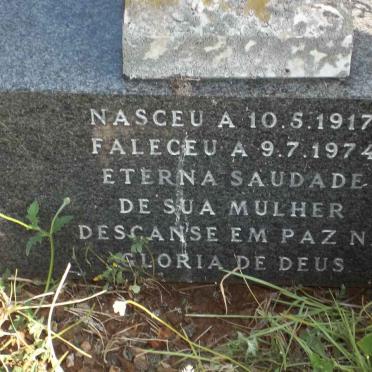 NASCEU A 10.5.1917
FALECEU A 9.7.1974
ETERNA SAUDADE
DE SUA MULHER
DESCANSE EM PAZ N
GLORIA DE DEUS